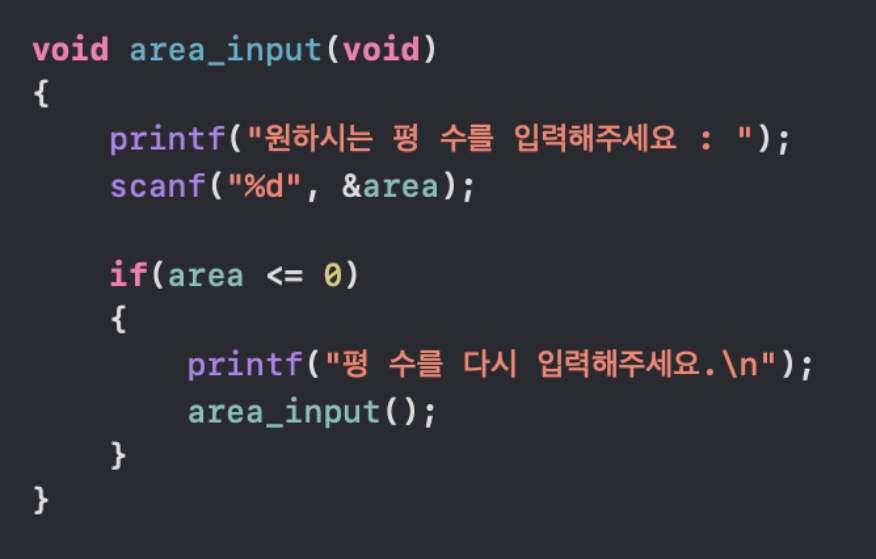 void area_input(void)
{
    printf("원하시는 평 수를 입력해주세요 : ");
    scanf("%d", &area);

    if(area <= 0)
    {
        printf("평 수를 다시 입력해주세요.\n");
        area_input();
    }
}